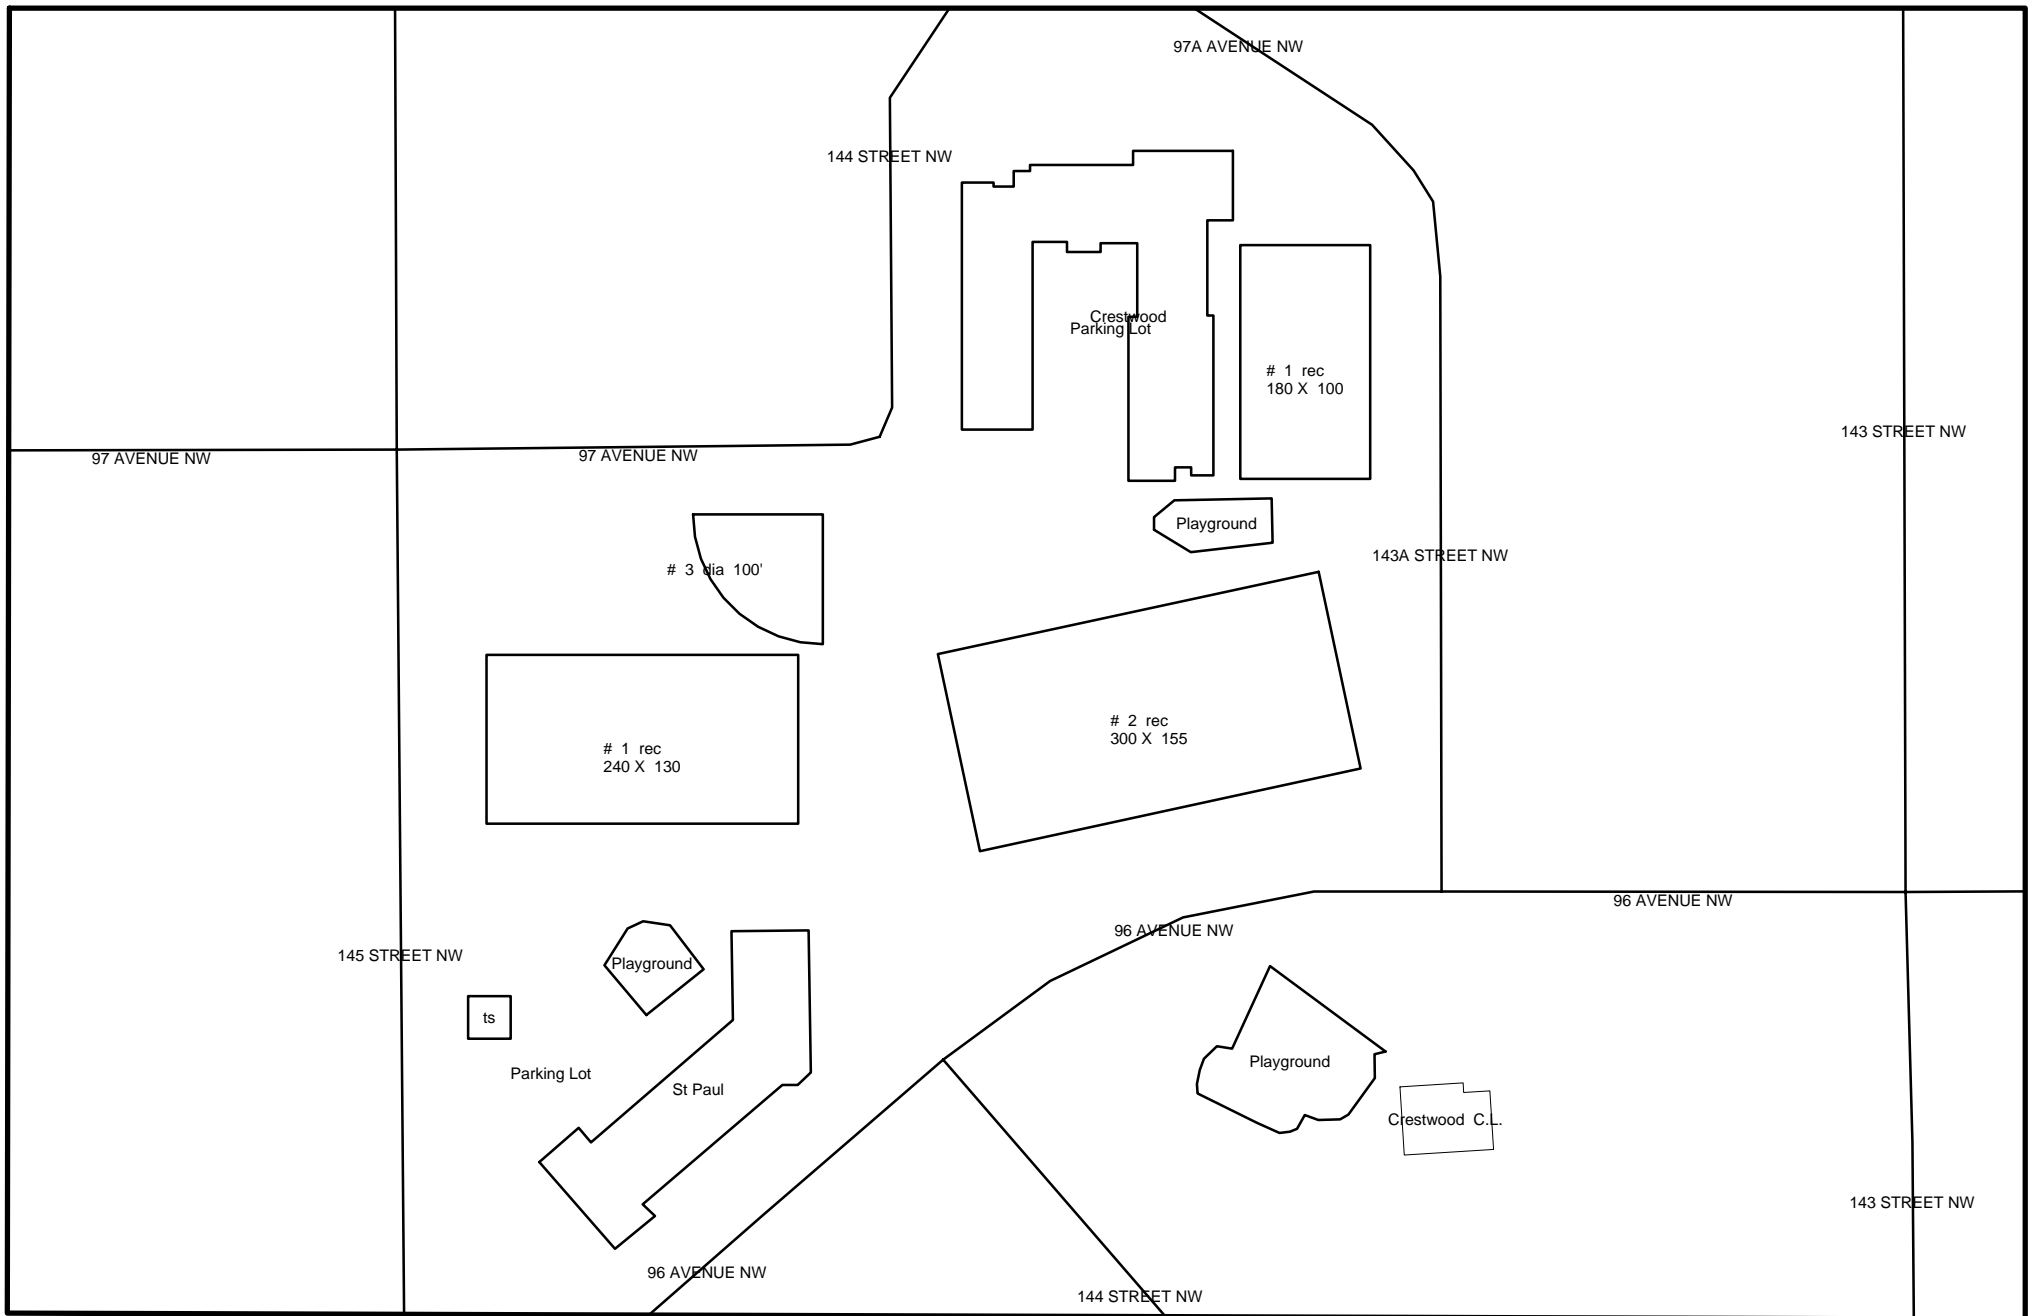 97A AVENUE NW
144 STREET NW
Crestwood
Parking Lot
# 1 rec
180 X 100
143 STREET NW
97 AVENUE NW
97 AVENUE NW
Playground
143A STREET NW
# 3 dia 100'
# 2 rec
300 X 155
# 1 rec
240 X 130
96 AVENUE NW
96 AVENUE NW
145 STREET NW
Playground
ts
Parking Lot
St Paul
Playground
Crestwood C.L.
143 STREET NW
96 AVENUE NW
144 STREET NW